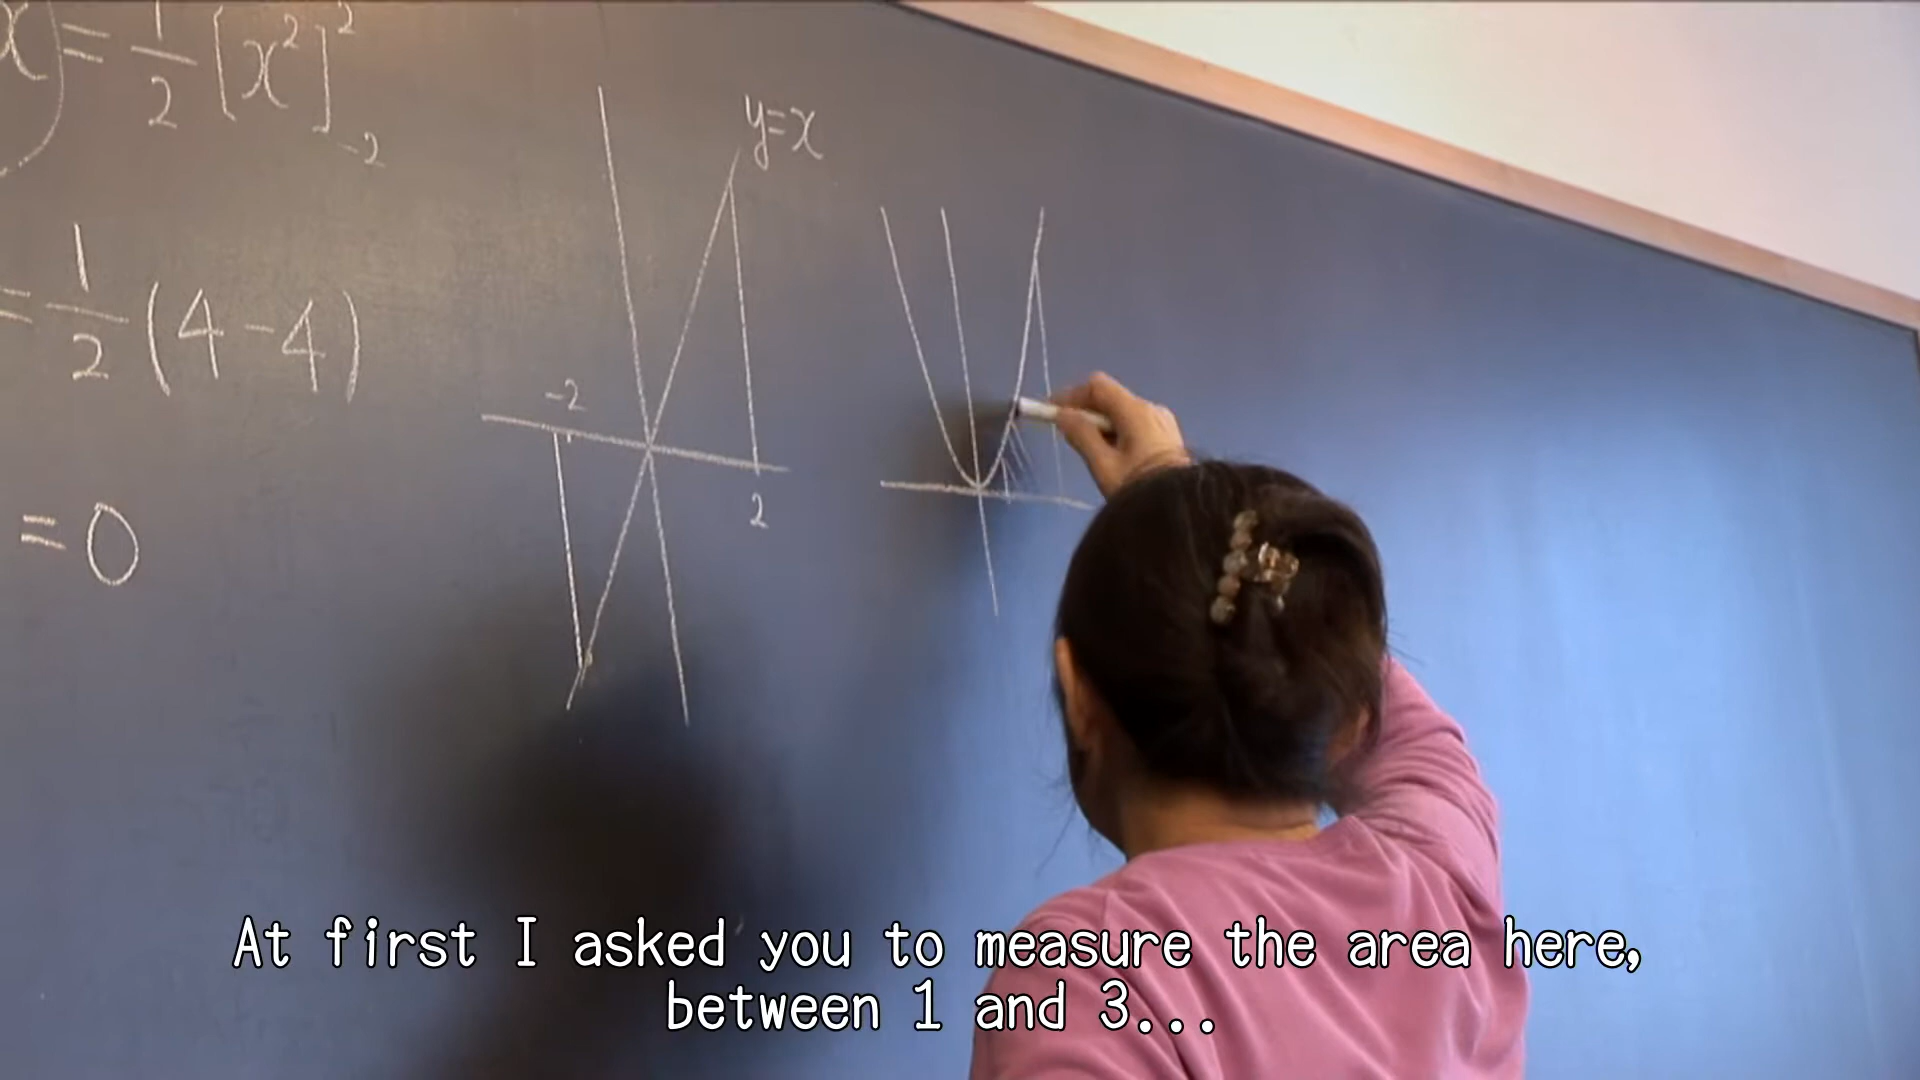 x)=1/2[x²]²₋₂
=1/2(4-4)
=0
y=x
-2
2
At first I asked you to measure the area here,
between 1 and 3...